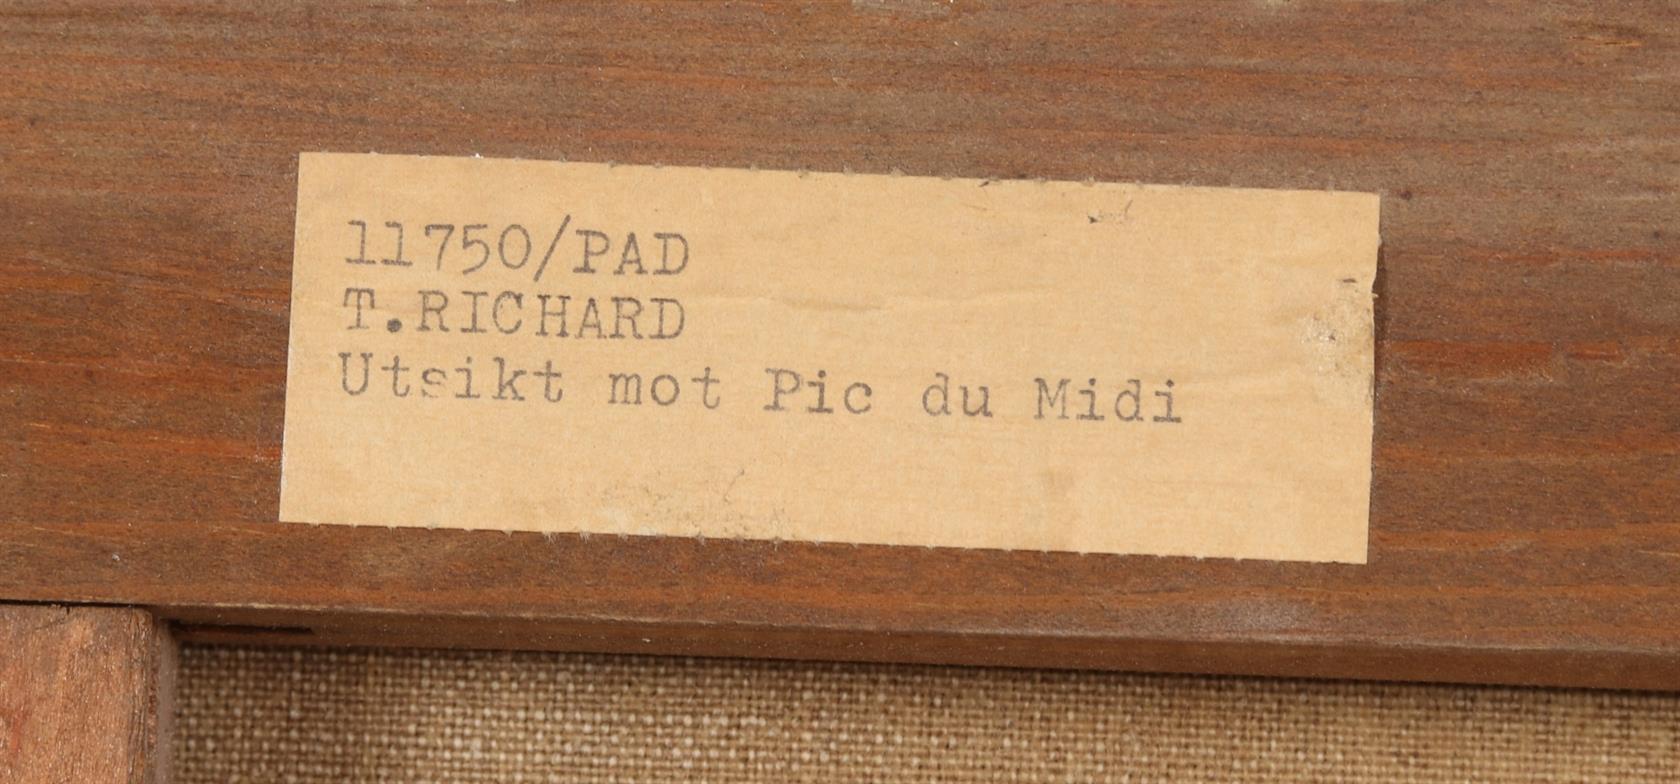 11750/PAD
T.RICHARD
Utsikt mot Pic du Midi